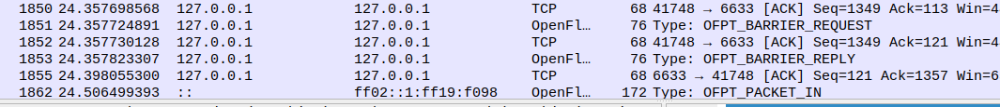 1850 24.357698568 127.0.0.1 127.0.0.1 TCP 68 41748 → 6633 [ACK] Seq=1349 Ack=113 Win=4
1851 24.357724891 127.0.0.1 127.0.0.1 OpenFl… 76 Type: OFPT_BARRIER_REQUEST
1852 24.357730128 127.0.0.1 127.0.0.1 TCP 68 41748 → 6633 [ACK] Seq=1349 Ack=121 Win=4
1853 24.357823307 127.0.0.1 127.0.0.1 OpenFl… 76 Type: OFPT_BARRIER_REPLY
1855 24.398055300 127.0.0.1 127.0.0.1 TCP 68 6633 → 41748 [ACK] Seq=121 Ack=1357 Win=6
1862 24.506499393 :: ff02::1:ff19:f098 OpenFl… 172 Type: OFPT_PACKET_IN